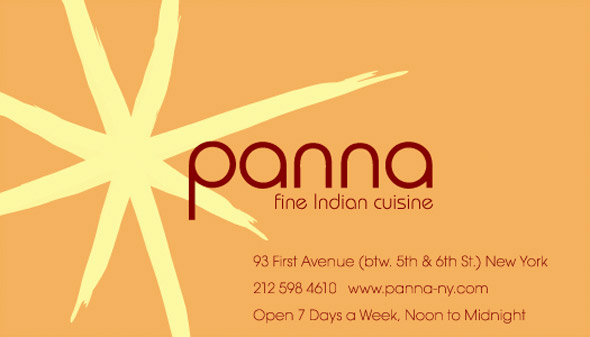 panna
fine Indian cuisine
93 First Avenue (btw. 5th & 6th St.) New York
212 598 4610 www.panna-ny.com
Open 7 Days a Week, Noon to Midnight